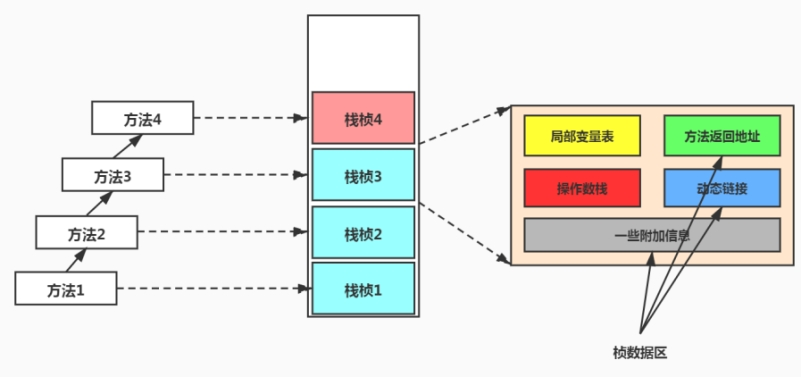 方法4
方法3
方法2
方法1
栈桢4
栈桢3
栈桢2
栈桢1
局部变量表
方法返回地址
操作数栈
动态链接
一些附加信息
桢数据区